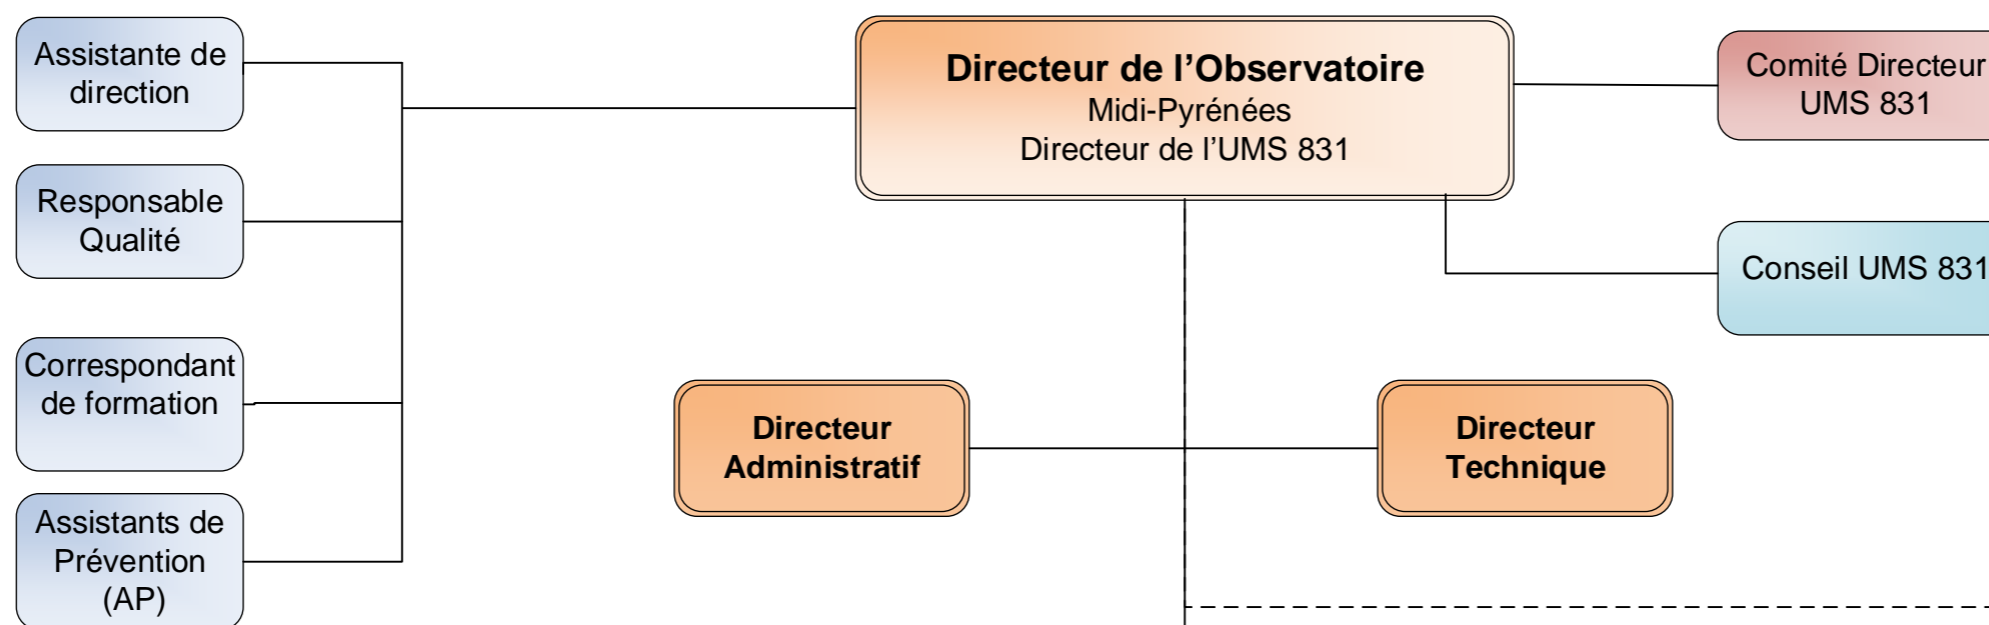 Assistante de
direction
Directeur de l’Observatoire
Midi-Pyrénées
Directeur de l’UMS 831
Comité Directeur
UMS 831
Responsable
Qualité
Conseil UMS 831
Correspondant
de formation
Directeur
Administratif
Directeur
Technique
Assistants de
Prévention
(AP)